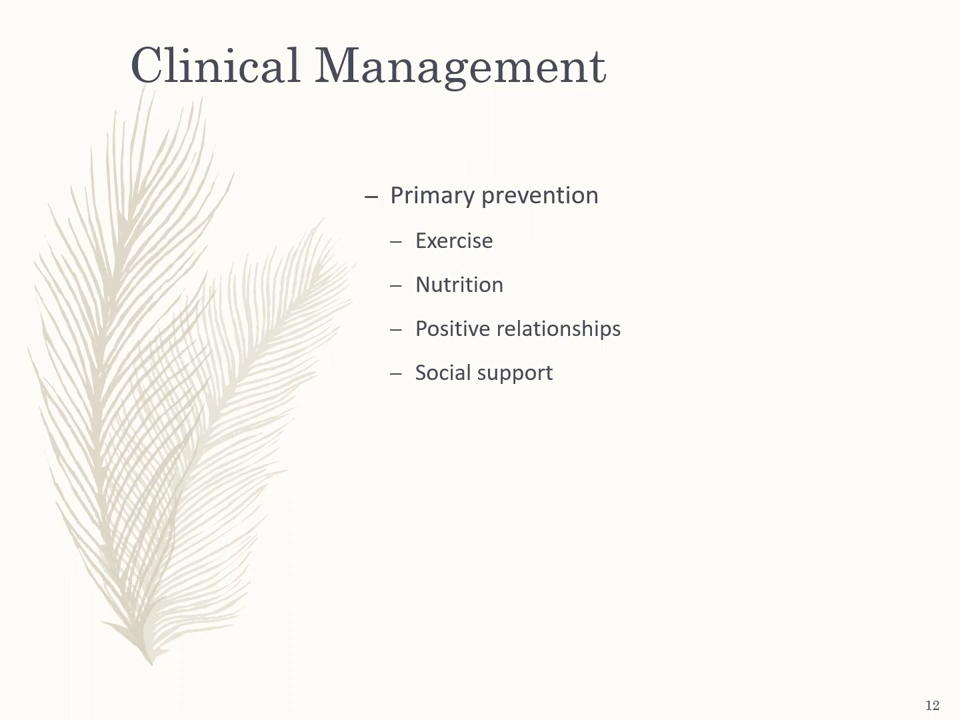 Clinical Management
– Primary prevention
– Exercise
– Nutrition
– Positive relationships
– Social support
12